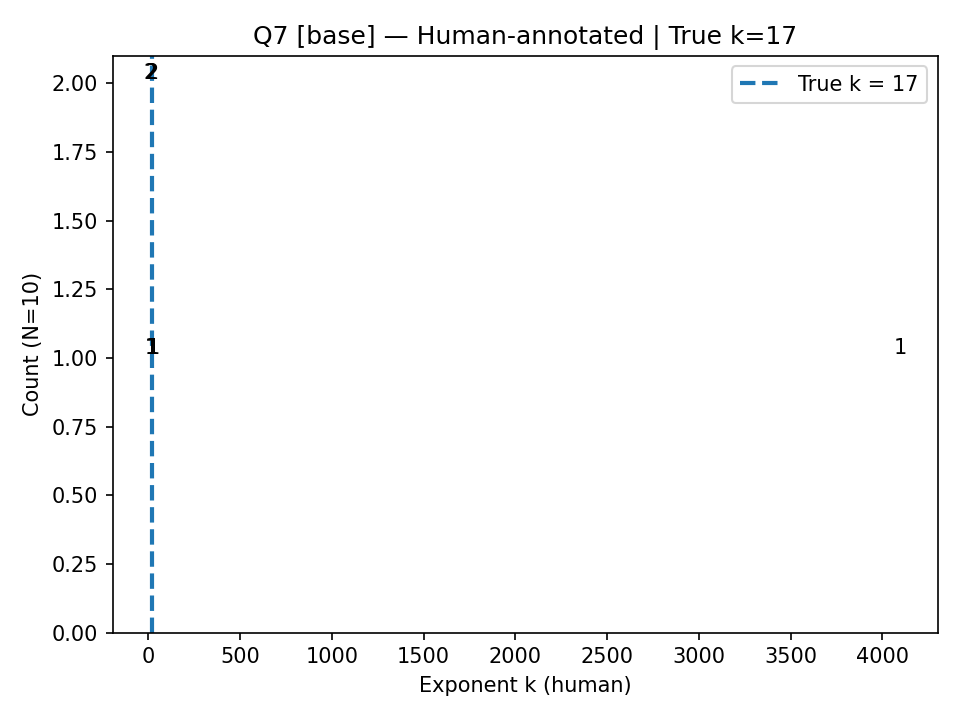 Q7 [base] — Human-annotated | True k=17
2.00
1.75
1.50
1.25
1.00
0.75
0.50
0.25
0.00
Count (N=10)
2
1
1
True k = 17
0 500 1000 1500 2000 2500 3000 3500 4000
Exponent k (human)